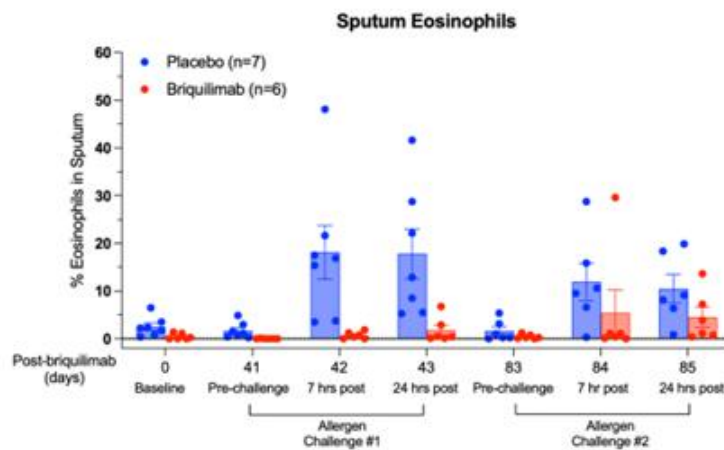 Sputum Eosinophils
% Eosinophils in Sputum
60
50
40
30
20
10
0
Placebo (n=7)
Briquilimab (n=6)
Post-briquilimab
(days)
0 41 42 43 83 84 85
Baseline Pre-challenge 7 hrs post 24 hrs post Pre-challenge 7 hr post 24 hrs post
Allergen
Challenge #1
Allergen
Challenge #2